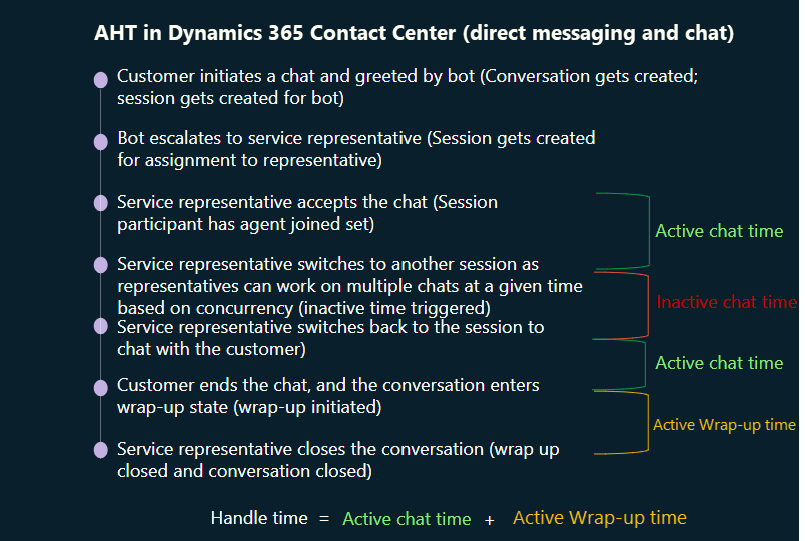 AHT in Dynamics 365 Contact Center (direct messaging and chat)
Customer initiates a chat and greeted by bot (Conversation gets created;
session gets created for bot)
Bot escalates to service representative (Session gets created
for assignment to representative)
Service representative accepts the chat (Session
participant has agent joined set)
Active chat time
Service representative switches to another session as
representatives can work on multiple chats at a given time
based on concurrency (inactive time triggered)
Inactive chat time
Service representative switches back to the session to
chat with the customer)
Active chat time
Customer ends the chat, and the conversation enters
wrap-up state (wrap-up initiated)
Active Wrap-up time
Service representative closes the conversation (wrap up
closed and conversation closed)
Handle time = Active chat time + Active Wrap-up time